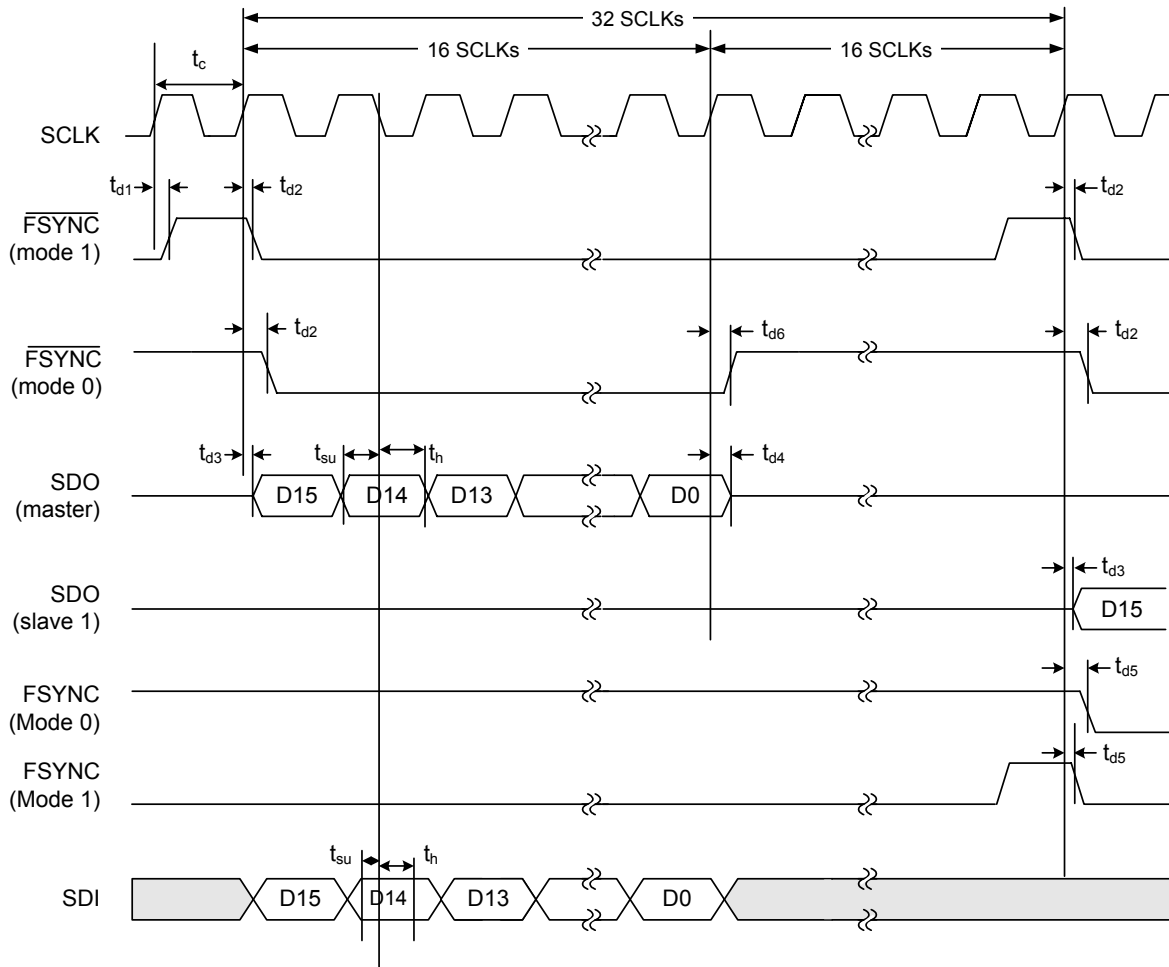 32 SCLKs
16 SCLKs
16 SCLKs
tc
SCLK
td1
td2
td2
FSYNC
(mode 1)
td2
td6
td2
FSYNC
(mode 0)
td3
tsu
th
td4
SDO
(master)
D15
D14
D13
D0
td3
SDO
(slave 1)
D15
td5
FSYNC
(Mode 0)
td5
FSYNC
(Mode 1)
tsu
th
SDI
D15
D14
D13
D0